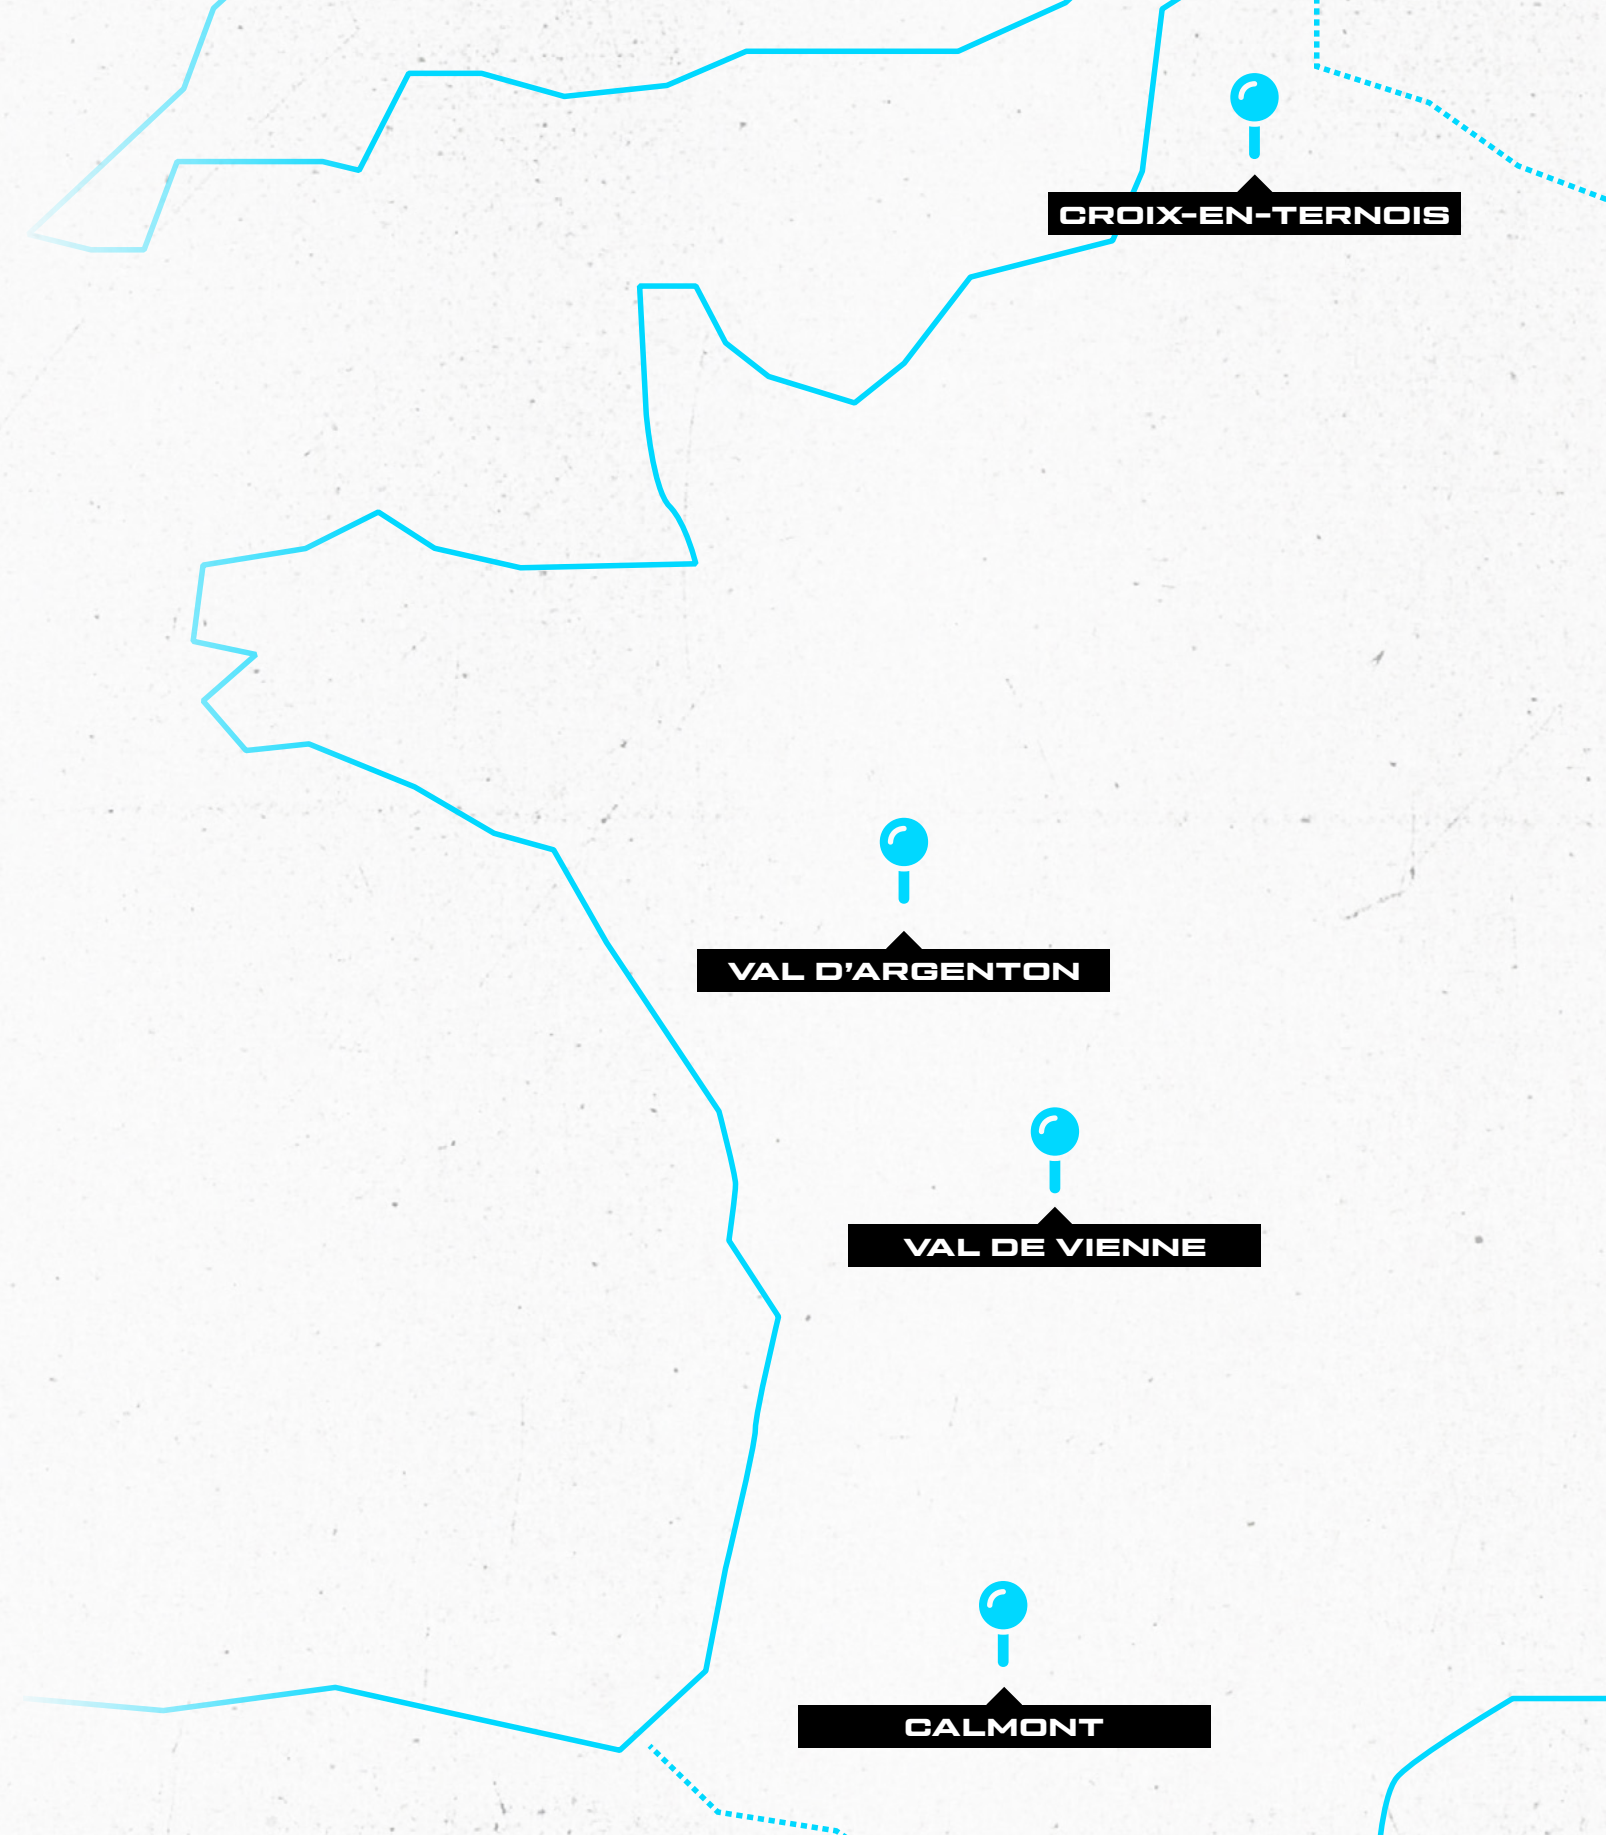 CROIX-EN-TERNOIS
VAL D’ARGENTON
VAL DE VIENNE
CALMONT